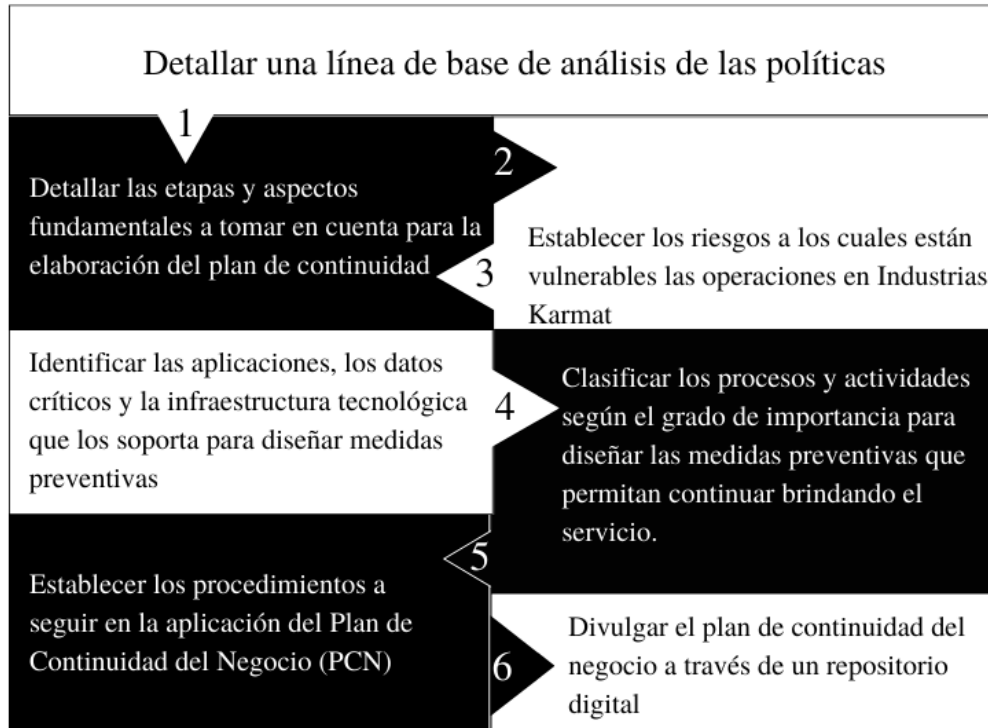 Detallar una línea de base de análisis de las políticas
1
Detallar las etapas y aspectos
fundamentales a tomar en cuenta para la
elaboración del plan de continuidad
2
Establecer los riesgos a los cuales están
vulnerables las operaciones en Industrias
Karmat
3
Identificar las aplicaciones, los datos
críticos y la infraestructura tecnológica
que los soporta para diseñar medidas
preventivas
4
Clasificar los procesos y actividades
según el grado de importancia para
diseñar las medidas preventivas que
permitan continuar brindando el
servicio.
5
Establecer los procedimientos a
seguir en la aplicación del Plan de
Continuidad del Negocio (PCN)
6
Divulgar el plan de continuidad del
negocio a través de un repositorio
digital